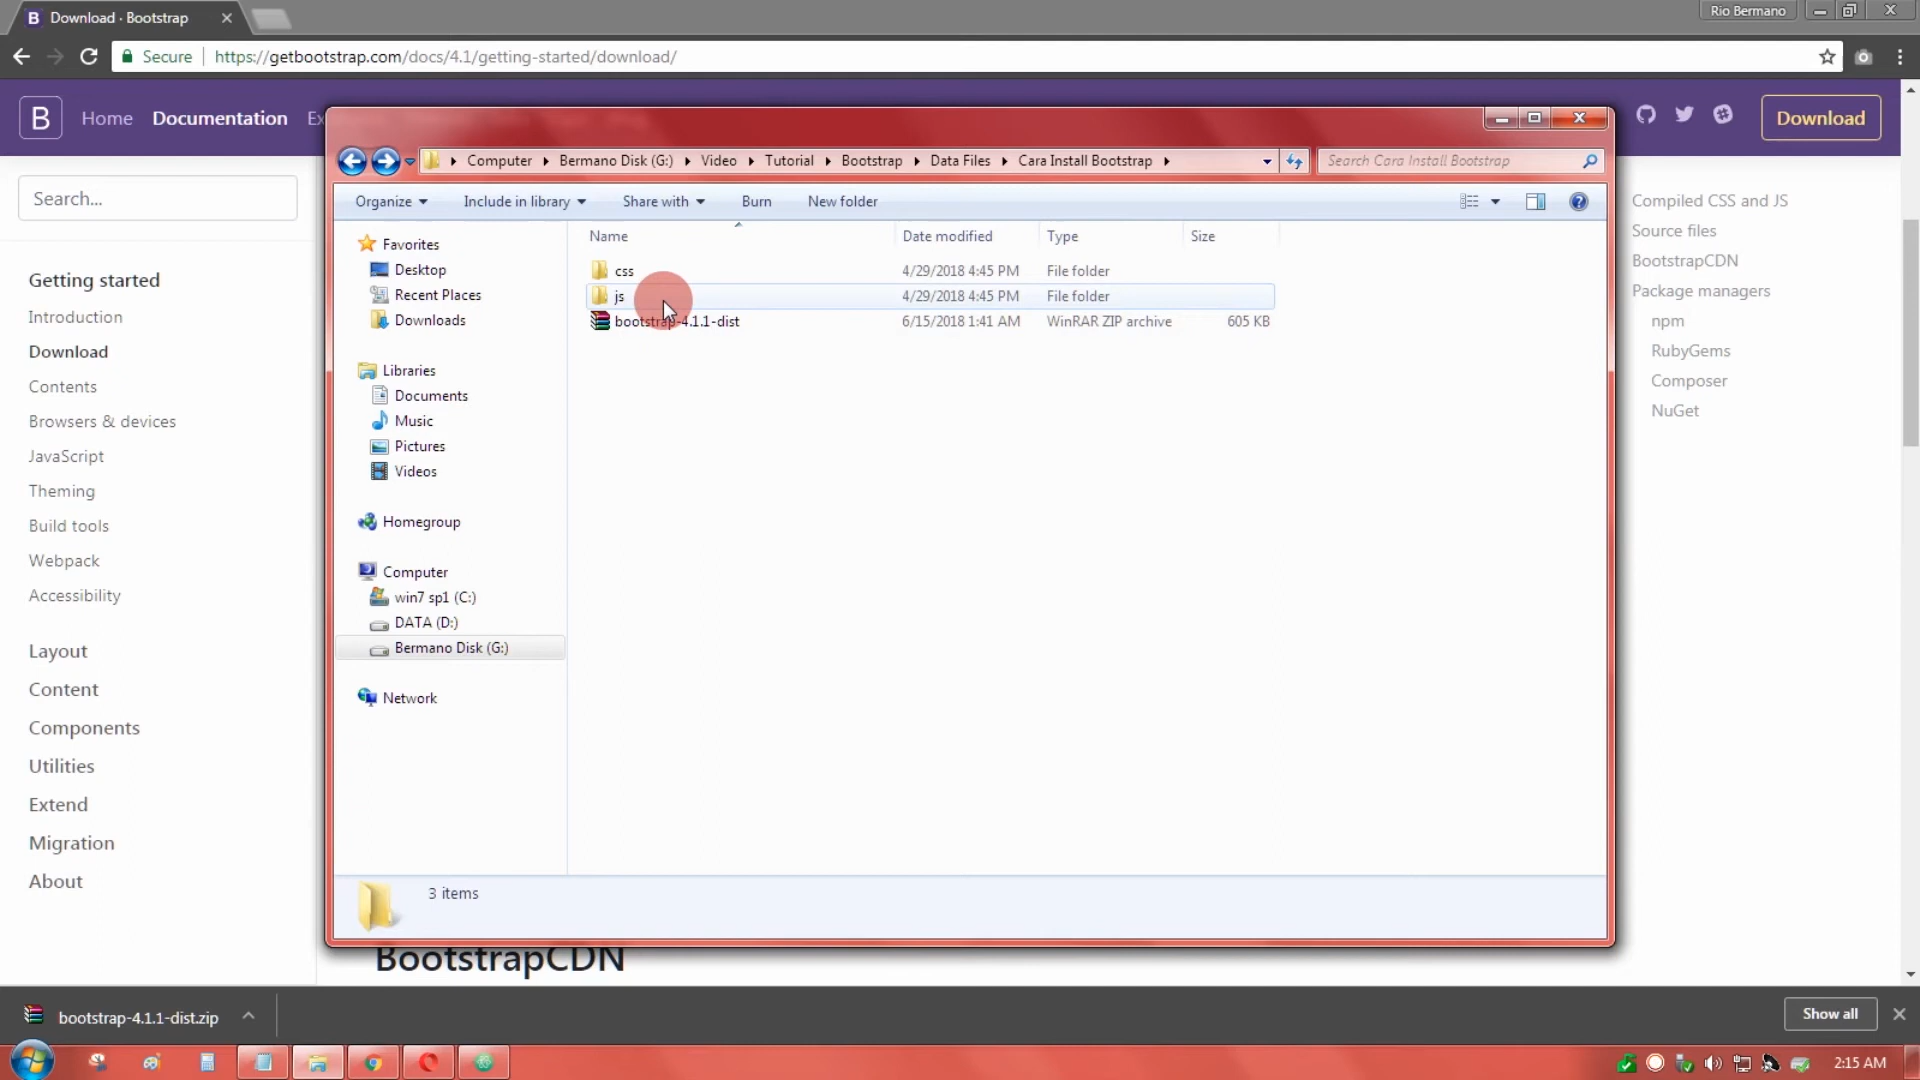 B Download · Bootstrap
Rio Bermano
Secure https://getbootstrap.com/docs/4.1/getting-started/download/
B Home Documentation Ex
Download
Computer Bermano Disk (G:) Video Tutorial Bootstrap Data Files Cara Install Bootstrap
Search Cara Install Bootstrap
Organize Include in library Share with Burn New folder
Search...
Getting started
Introduction
Download
Contents
Browsers & devices
JavaScript
Theming
Build tools
Webpack
Accessibility
Layout
Content
Components
Utilities
Extend
Migration
About
Favorites
Desktop
Recent Places
Downloads
Libraries
Documents
Music
Pictures
Videos
Homegroup
Computer
win7 sp1 (C:)
DATA (D:)
Bermano Disk (G:)
Network
Name Date modified Type Size
css 4/29/2018 4:45 PM File folder
js 4/29/2018 4:45 PM File folder
bootstrap-4.1.1-dist 6/15/2018 1:41 AM WinRAR ZIP archive 605 KB
3 items
Compiled CSS and JS
Source files
BootstrapCDN
Package managers
npm
RubyGems
Composer
NuGet
BootstrapCDN
bootstrap-4.1.1-dist.zip
Show all
2:15 AM